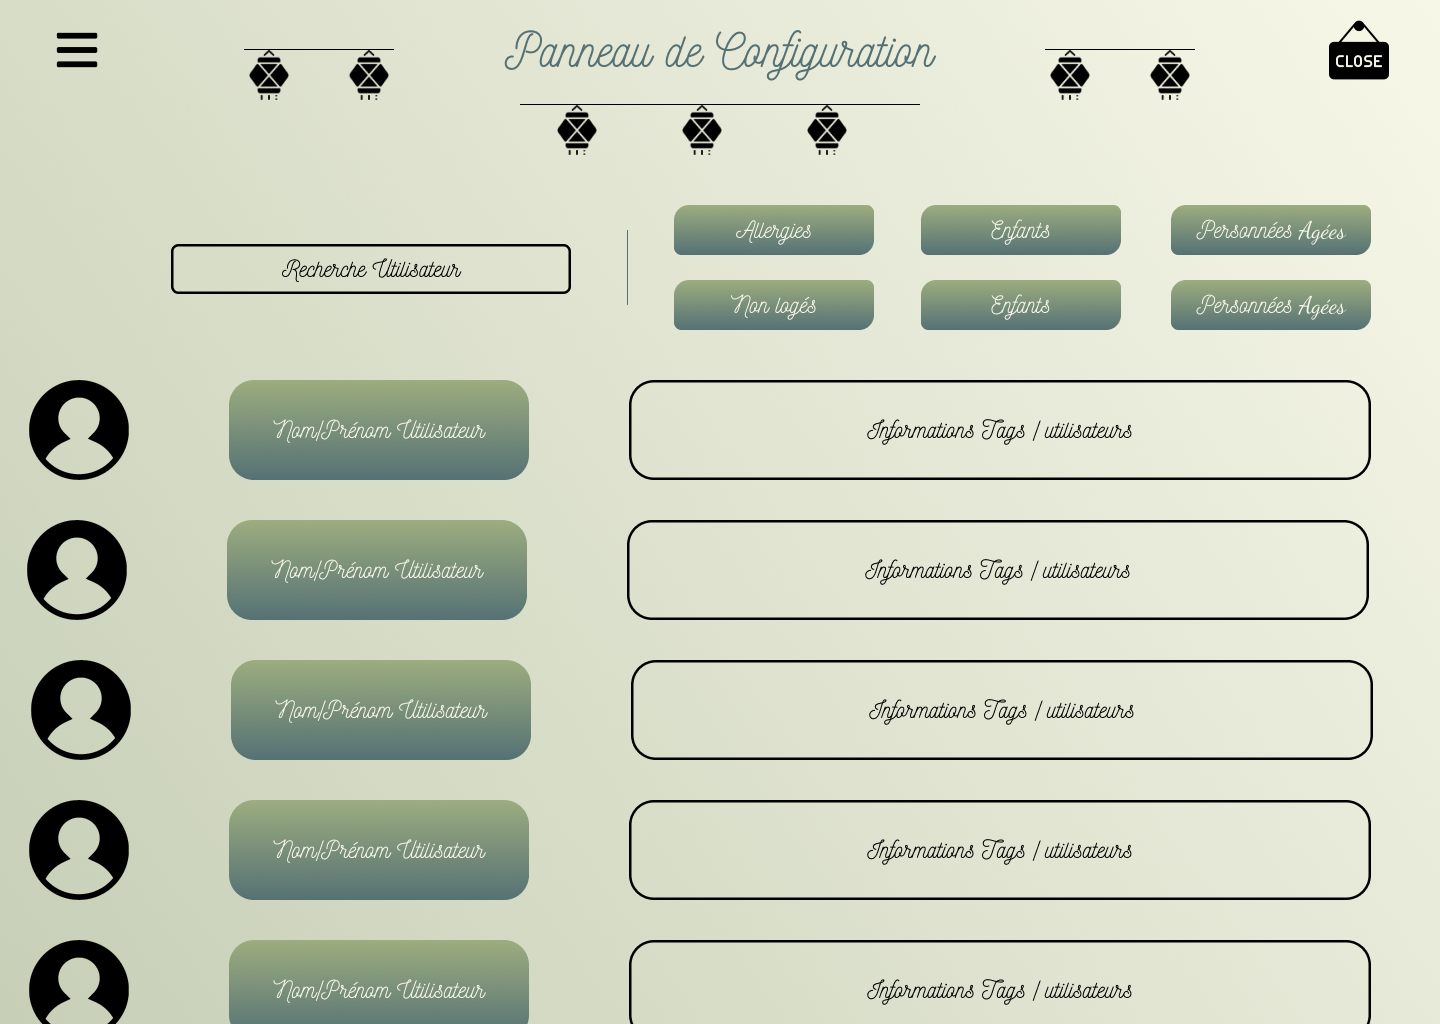 Panneau de Configuration
CLOSE
Allergies
Enfants
Personnées Agées
Recherche Utilisateur
Non logés
Enfants
Personnées Agées
Nom/Prénom Utilisateur
Informations Tags / utilisateurs
Nom/Prénom Utilisateur
Informations Tags / utilisateurs
Nom/Prénom Utilisateur
Informations Tags / utilisateurs
Nom/Prénom Utilisateur
Informations Tags / utilisateurs
Nom/Prénom Utilisateur
Informations Tags / utilisateurs